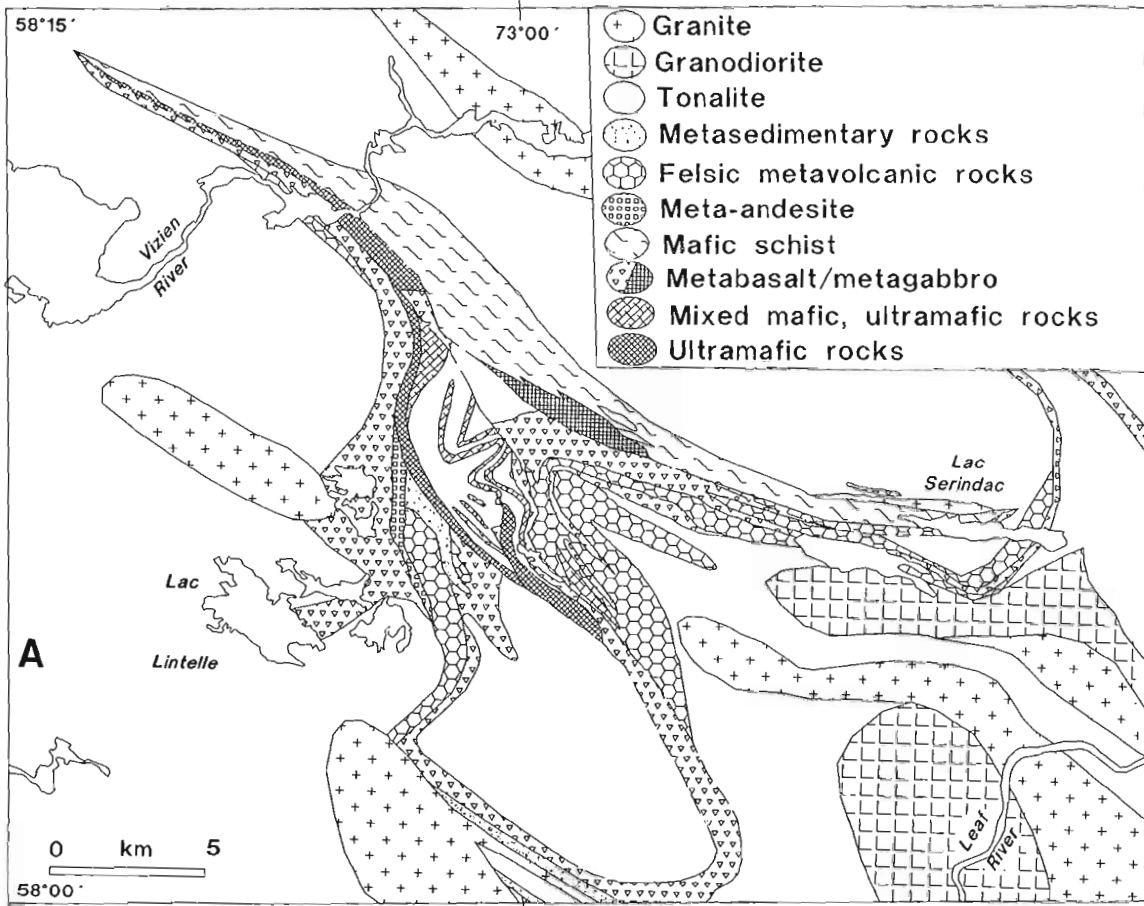 58°15′
73°00′
Granite
Granodiorite
Tonalite
Metasedimentary rocks
Felsic metavolcanic rocks
Meta-andesite
Mafic schist
Metabasalt/metagabbro
Mixed mafic, ultramafic rocks
Ultramafic rocks
Vizien
River
Lac
Serindac
Lac
Lintelle
A
Leaf
River
0 km 5
58°00′